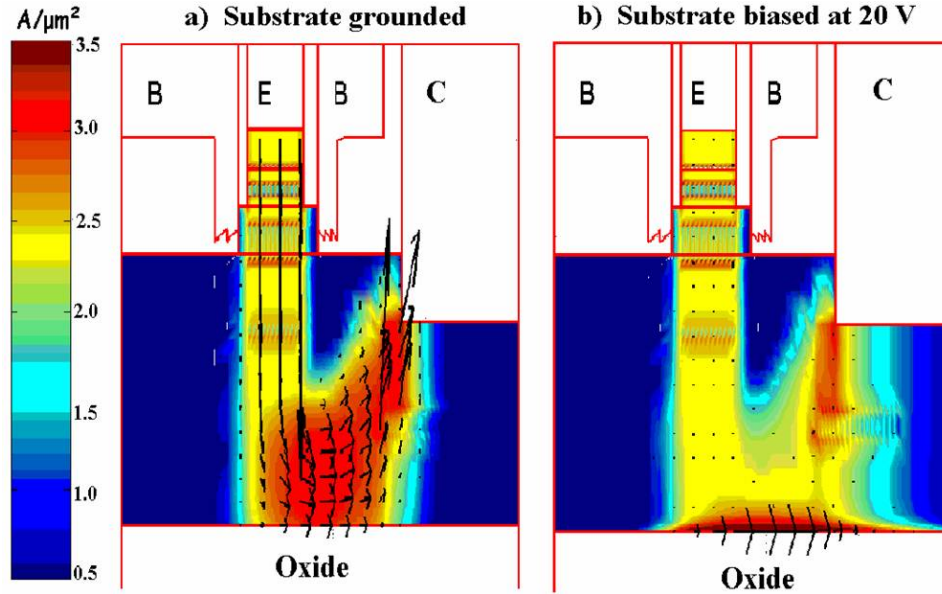 A/µm²
a) Substrate grounded
b) Substrate biased at 20 V
3.5
3.0
2.5
2.0
1.5
1.0
0.5
B
E
B
C
B
E
B
C
Oxide
Oxide